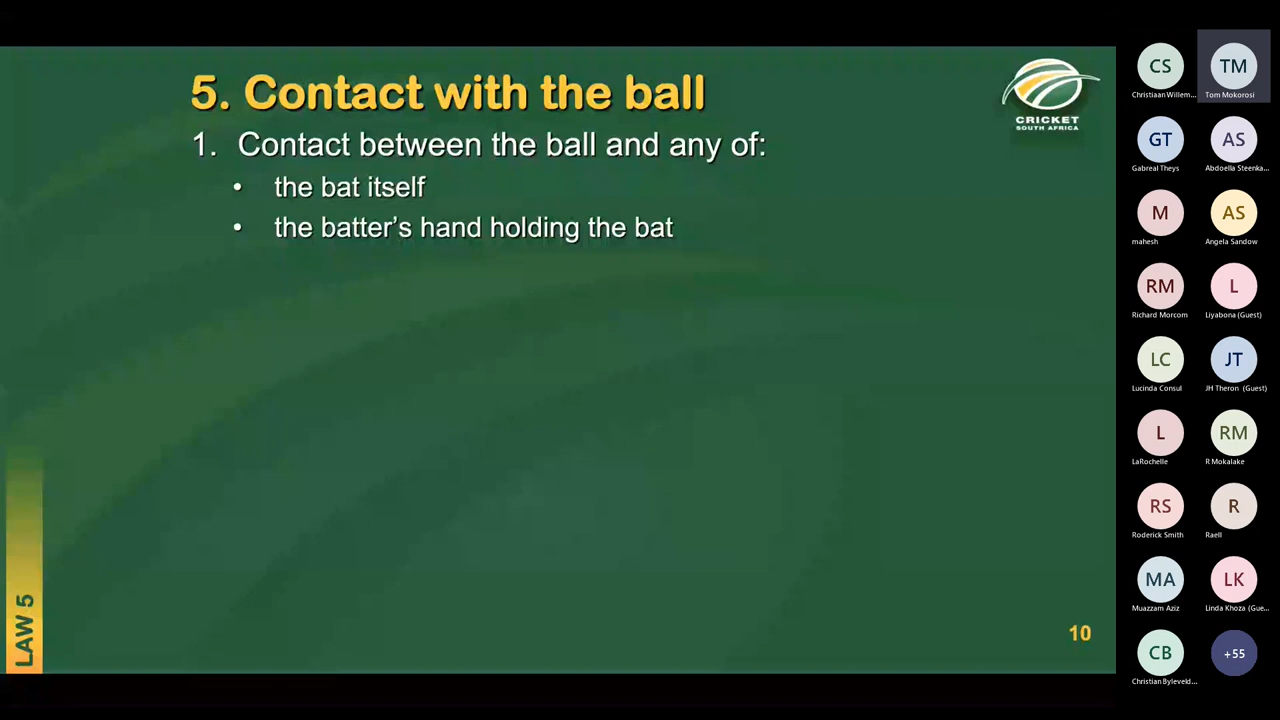 5. Contact with the ball
CRICKET
SOUTH AFRICA
1. Contact between the ball and any of:
• the bat itself
• the batter's hand holding the bat
LAW 5
10
CS
Christiaan Willem...
TM
Tom Mokorosi
GT
Gabreal Theys
AS
Abdoella Steenka...
M
mahesh
AS
Angela Sandow
RM
Richard Morcom
L
Liyabona (Guest)
LC
Lucinda Consul
JT
JH Theron (Guest)
L
LaRochelle
RM
R Mokalake
RS
Roderick Smith
R
Raell
MA
Muazzam Aziz
LK
Linda Khoza (Gue...
CB
Christian Byleveld...
+55